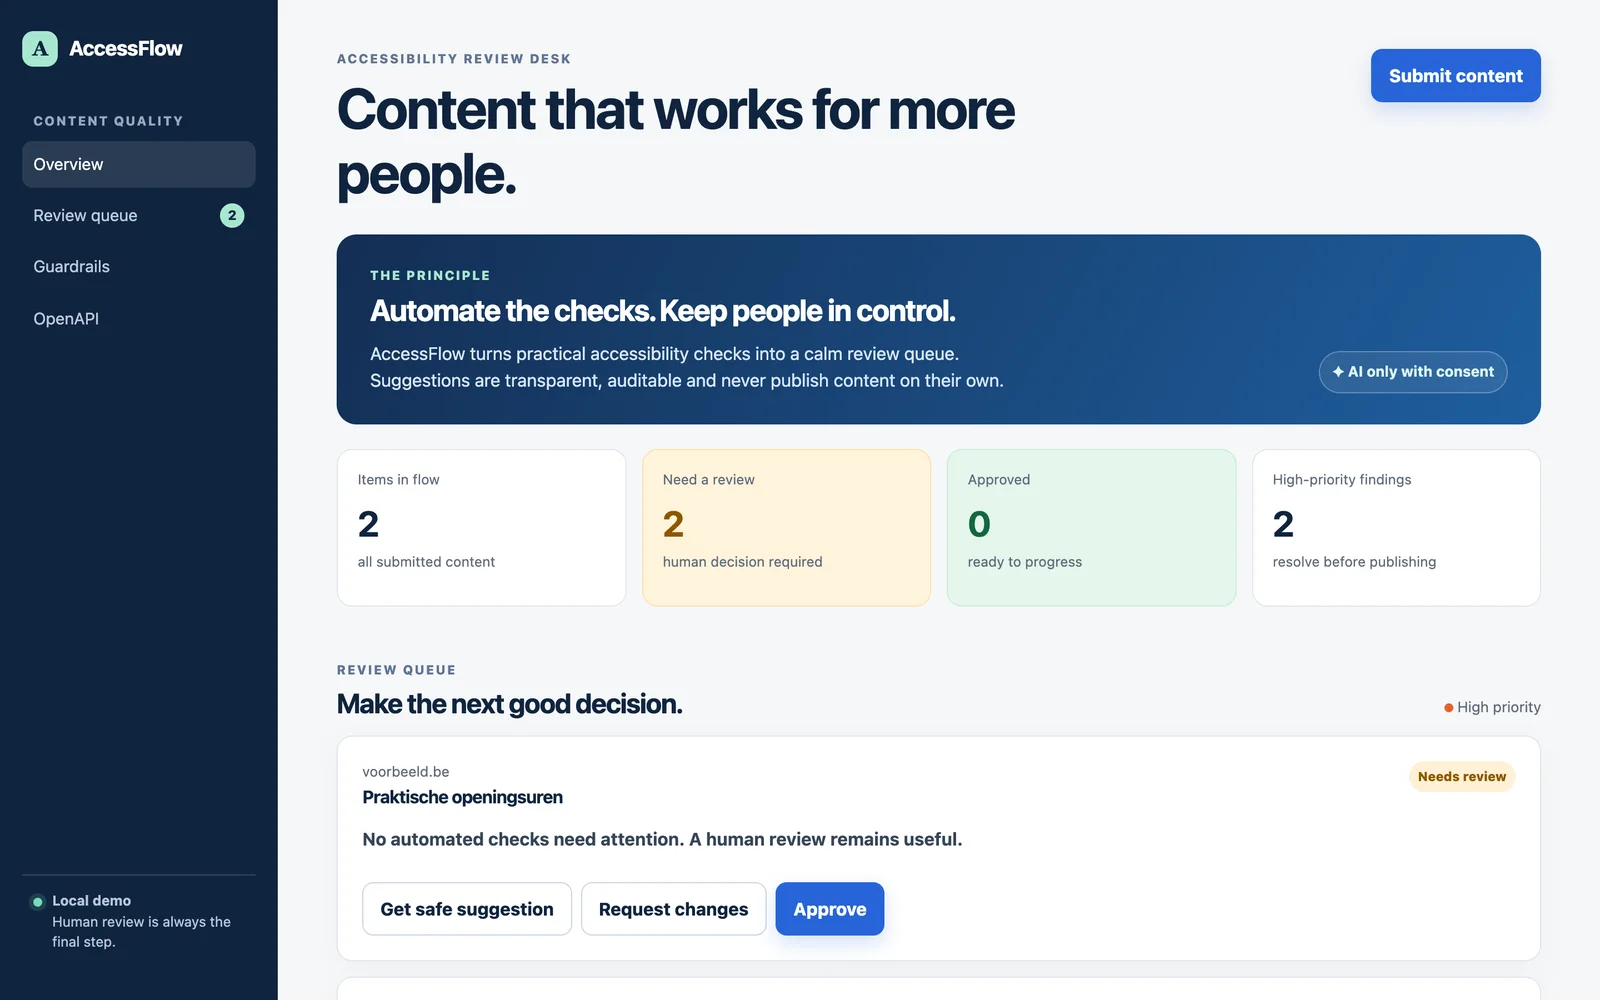 A AccessFlow
CONTENT QUALITY
Overview
Review queue 2
Guardrails
OpenAPI
Local demo
Human review is always the
final step.
ACCESSIBILITY REVIEW DESK
Content that works for more
people.
Submit content
THE PRINCIPLE
Automate the checks. Keep people in control.
AccessFlow turns practical accessibility checks into a calm review queue.
Suggestions are transparent, auditable and never publish content on their own.
✦ AI only with consent
Items in flow
2
all submitted content
Need a review
2
human decision required
Approved
0
ready to progress
High-priority findings
2
resolve before publishing
REVIEW QUEUE
Make the next good decision.
High priority
voorbeeld.be
Praktische openingsuren
Needs review
No automated checks need attention. A human review remains useful.
Get safe suggestion
Request changes
Approve